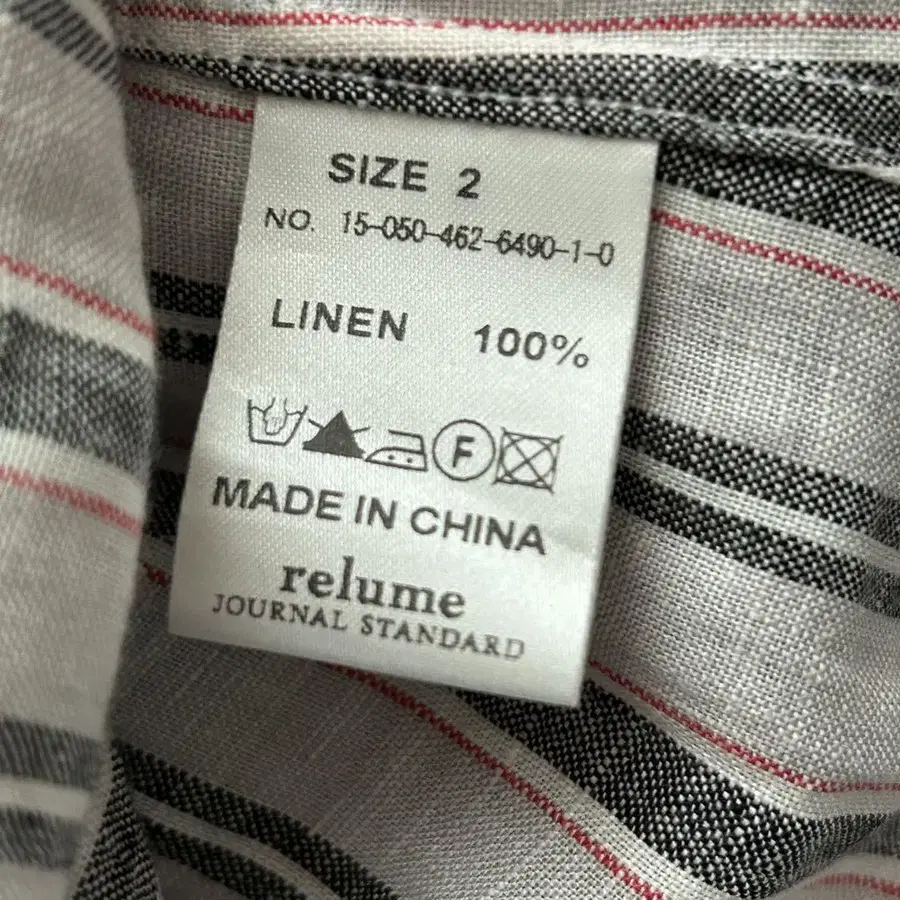 SIZE 2
NO. 15-050-462-6490-1-0
LINEN 100%
F
MADE IN CHINA
relume
JOURNAL STANDARD